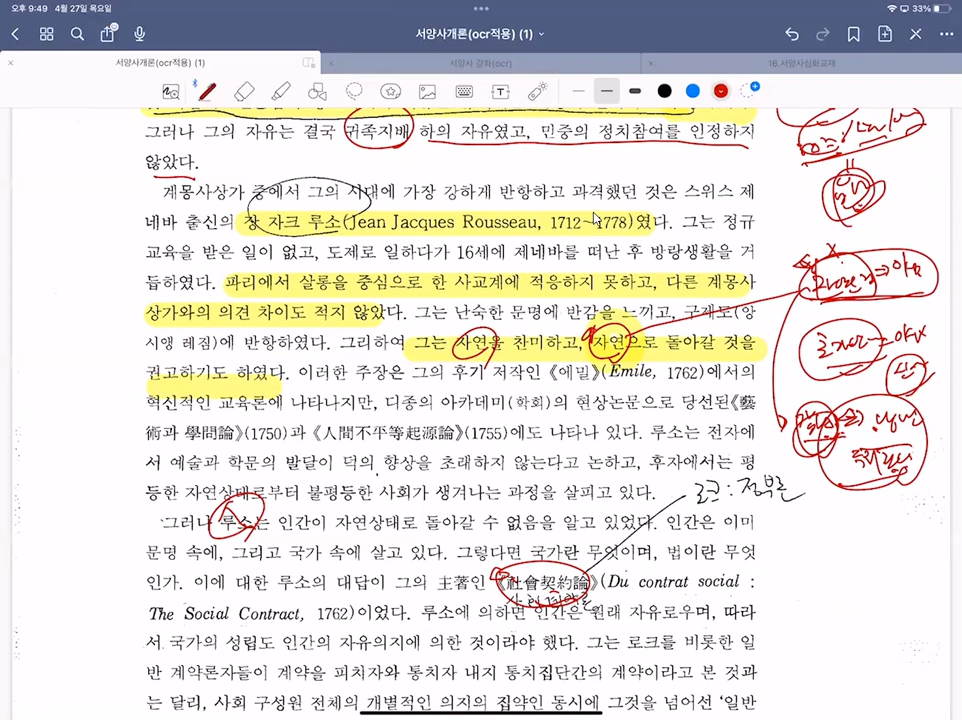 오후 9:49 4월 27일 목요일
33%
서양사개론(ocr적용) (1)
서양사개론(ocr적용) (1)
서양사 강화(ocr)
16.서양사심화교재
그러나 그의 자유는 결국 귀족지배 하의 자유였고, 민중의 정치참여를 인정하지
않았다.
계몽사상가 중에서 그의 시대에 가장 강하게 반항하고 과격했던 것은 스위스 제
네바 출신의 장 자크 루소(Jean Jacques Rousseau, 1712~1778)였다. 그는 정규
교육을 받은 일이 없고, 도제로 일하다가 16세에 제네바를 떠난 후 방랑생활을 거
듭하였다. 파리에서 살롱을 중심으로 한 사교계에 적응하지 못하고, 다른 계몽사
상가와의 의견 차이도 적지 않았다. 그는 난숙한 문명에 반감을 느끼고, 구제도(앙
시앵 레짐)에 반항하였다. 그리하여 그는 자연을 찬미하고, 자연으로 돌아갈 것을
권고하기도 하였다. 이러한 주장은 그의 후기 저작인 《에밀》(Emile, 1762)에서의
혁신적인 교육론에 나타나지만, 디종의 아카데미(학회)의 현상논문으로 당선된《藝
術과 學問論》(1750)과 《人間不平等起源論》(1755)에도 나타나 있다. 루소는 전자에
서 예술과 학문의 발달이 덕의 향상을 초래하지 않는다고 논하고, 후자에서는 평
등한 자연상태로부터 불평등한 사회가 생겨나는 과정을 살피고 있다.
로크 : 정부론
그러나 루소는 인간이 자연상태로 돌아갈 수 없음을 알고 있었다. 인간은 이미
문명 속에, 그리고 국가 속에 살고 있다. 그렇다면 국가란 무엇이며, 법이란 무엇
인가. 이에 대한 루소의 대답이 그의 主著인 《社會契約論》(Du contrat social :
사회계약론
The Social Contract, 1762)이었다. 루소에 의하면 인간은 원래 자유로우며, 따라
서 국가의 성립도 인간의 자유의지에 의한 것이라야 했다. 그는 로크를 비롯한 일
반 계약론자들이 계약을 피치자와 통치자 내지 통치집단간의 계약이라고 본 것과
는 달리, 사회 구성원 전체의 개별적인 의지의 집약인 동시에 그것을 넘어선 '일반